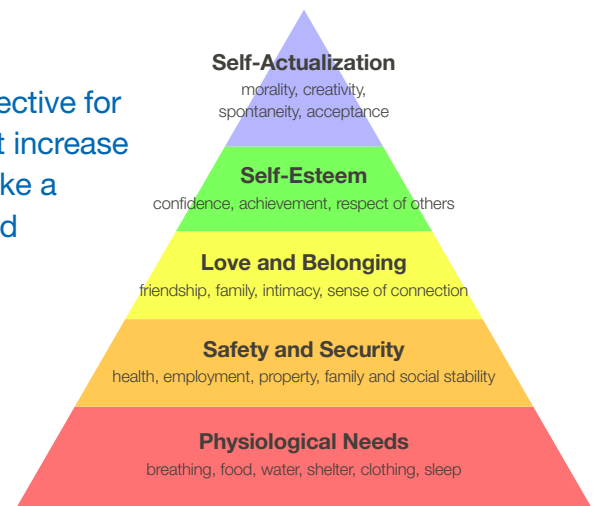 ective for
t increase
ke a
d
Self-Actualization
morality, creativity,
spontaneity, acceptance
Self-Esteem
confidence, achievement, respect of others
Love and Belonging
friendship, family, intimacy, sense of connection
Safety and Security
health, employment, property, family and social stability
Physiological Needs
breathing, food, water, shelter, clothing, sleep